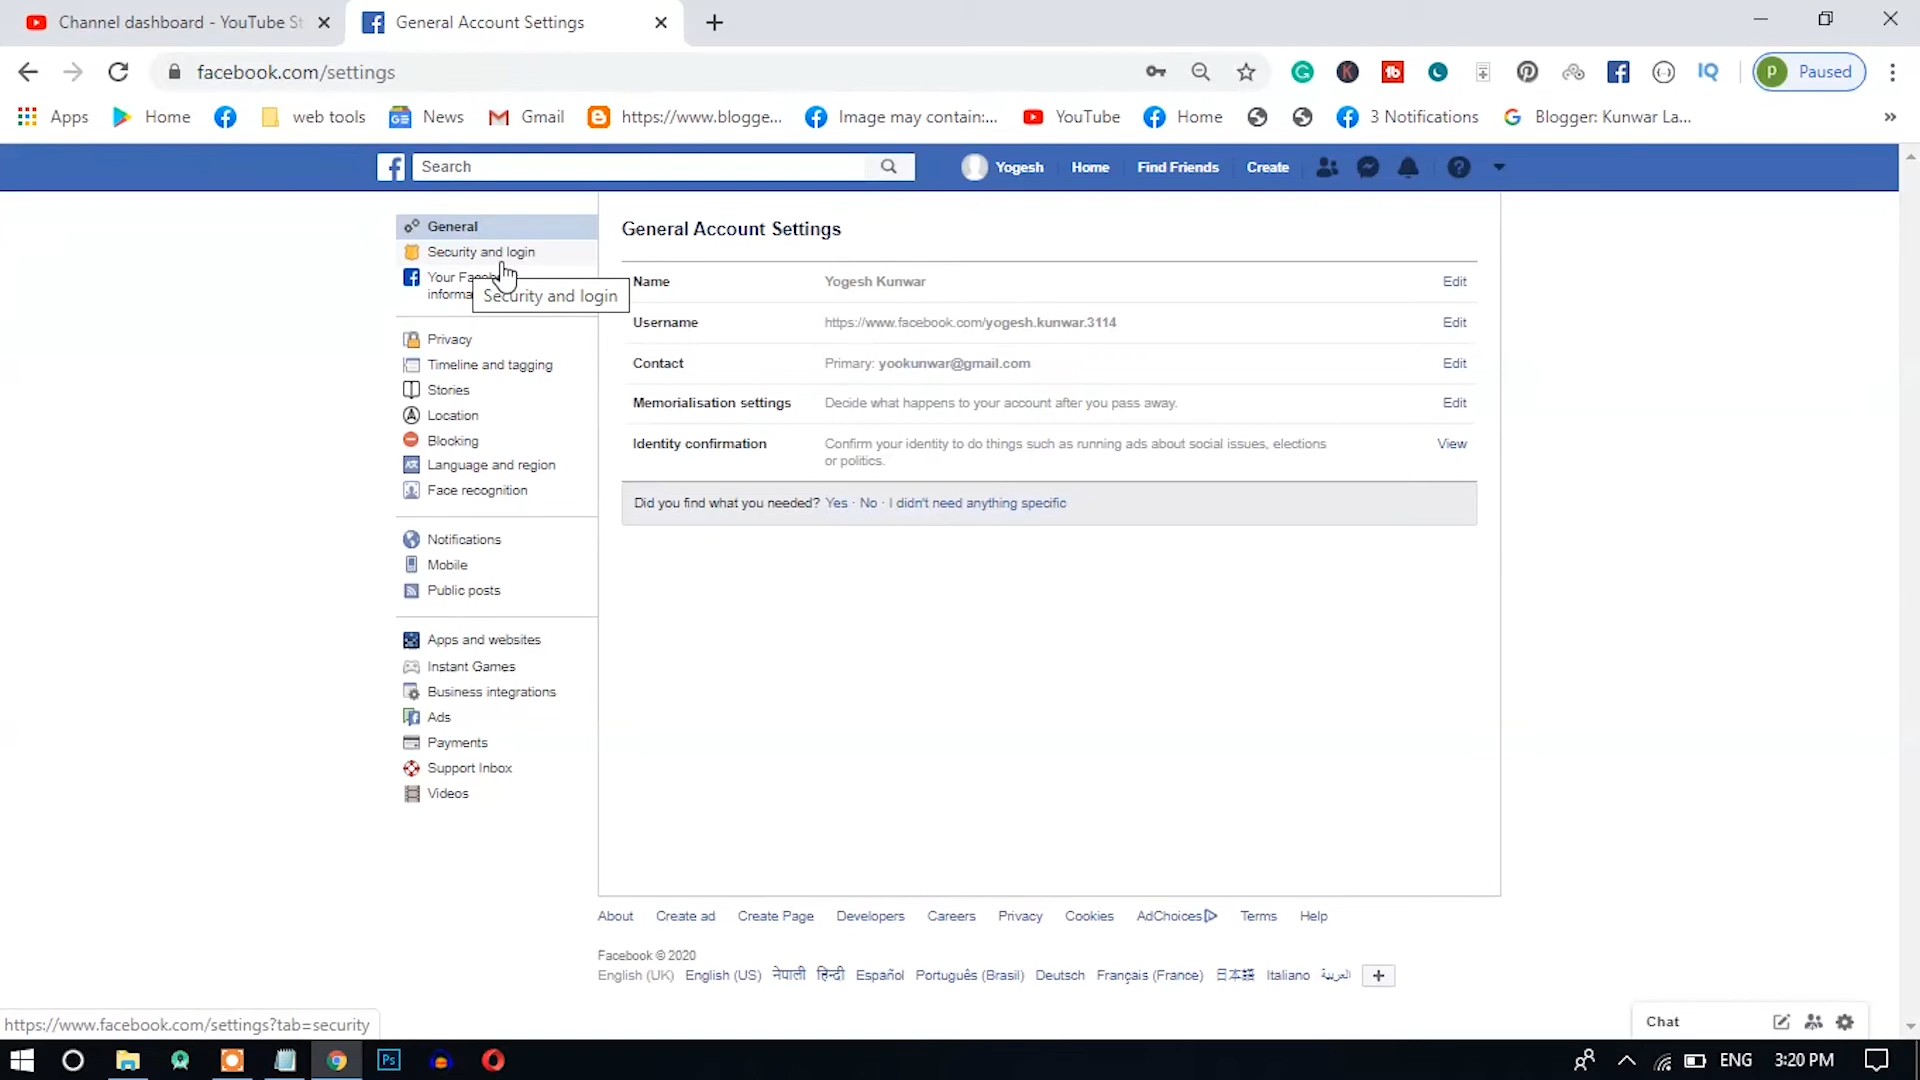 Channel dashboard - YouTube St
General Account Settings
facebook.com/settings
K
tb
IQ
P Paused
Apps
Home
web tools
News
Gmail
https://www.blogge...
Image may contain:...
YouTube
Home
3 Notifications
Blogger: Kunwar La...
Search
Yogesh
Home
Find Friends
Create
General
Security and login
Your
informa
Security and login
Privacy
Timeline and tagging
Stories
Location
Blocking
Language and region
Face recognition
Notifications
Mobile
Public posts
Apps and websites
Instant Games
Business integrations
Ads
Payments
Support Inbox
Videos
General Account Settings
Name Yogesh Kunwar Edit
Username https://www.facebook.com/yogesh.kunwar.3114 Edit
Contact Primary: yookunwar@gmail.com Edit
Memorialisation settings Decide what happens to your account after you pass away. Edit
Identity confirmation Confirm your identity to do things such as running ads about social issues, elections View
or politics.
Did you find what you needed? Yes · No · I didn't need anything specific
About Create ad Create Page Developers Careers Privacy Cookies AdChoices Terms Help
Facebook © 2020
English (UK) English (US) नेपाली हिन्दी Español Português (Brasil) Deutsch Français (France) 日本語 Italiano العربية
Chat
https://www.facebook.com/settings?tab=security
Ps
ENG
3:20 PM